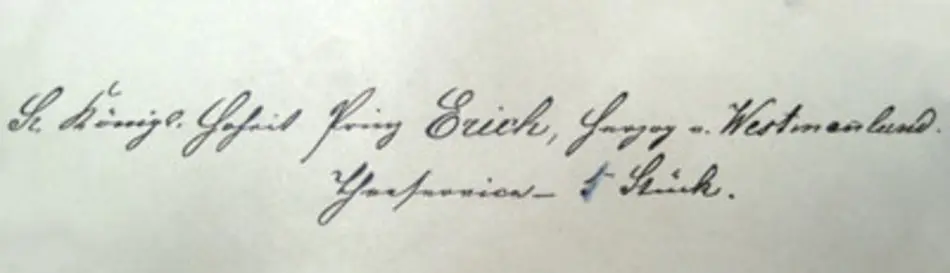 Sr. Königl. Hoheit Prinz Erich, Herzog v. Westmanland.
Theeservice – 5 Stück.